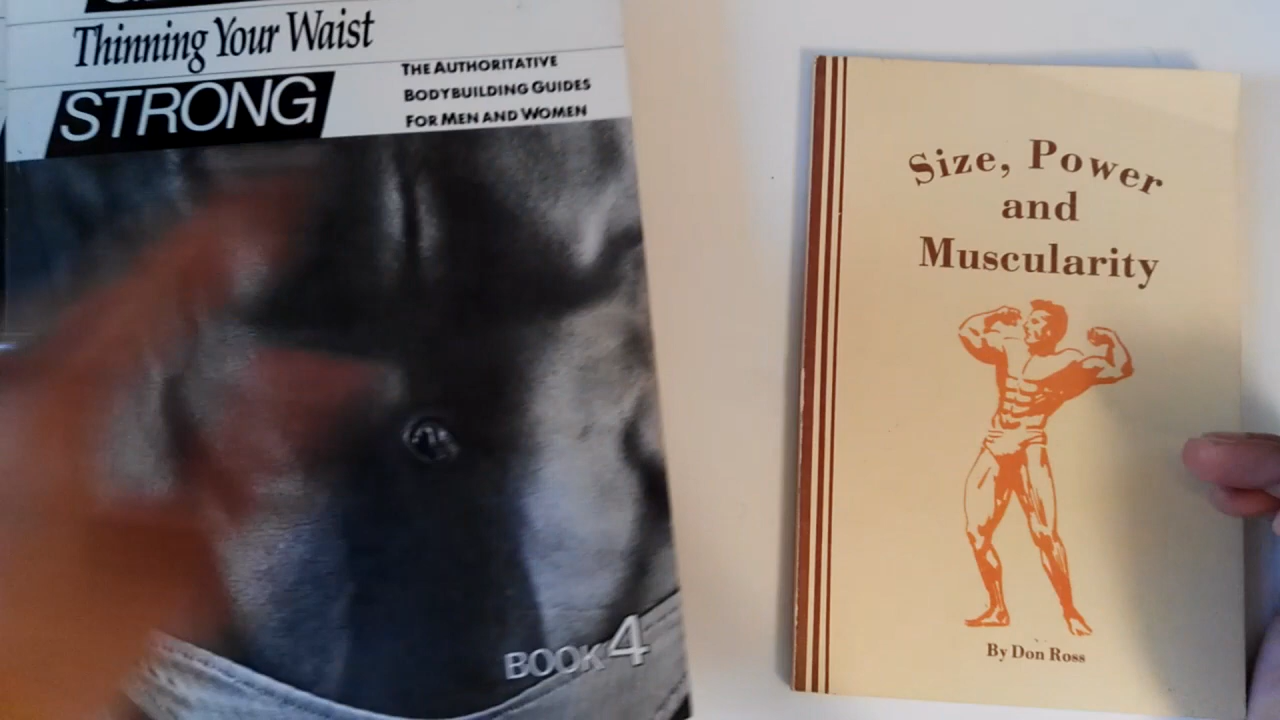 Thinning Your Waist
STRONG
THE AUTHORITATIVE
BODYBUILDING GUIDES
FOR MEN AND WOMEN
BOOK 4
Size, Power
and
Muscularity
By Don Ross